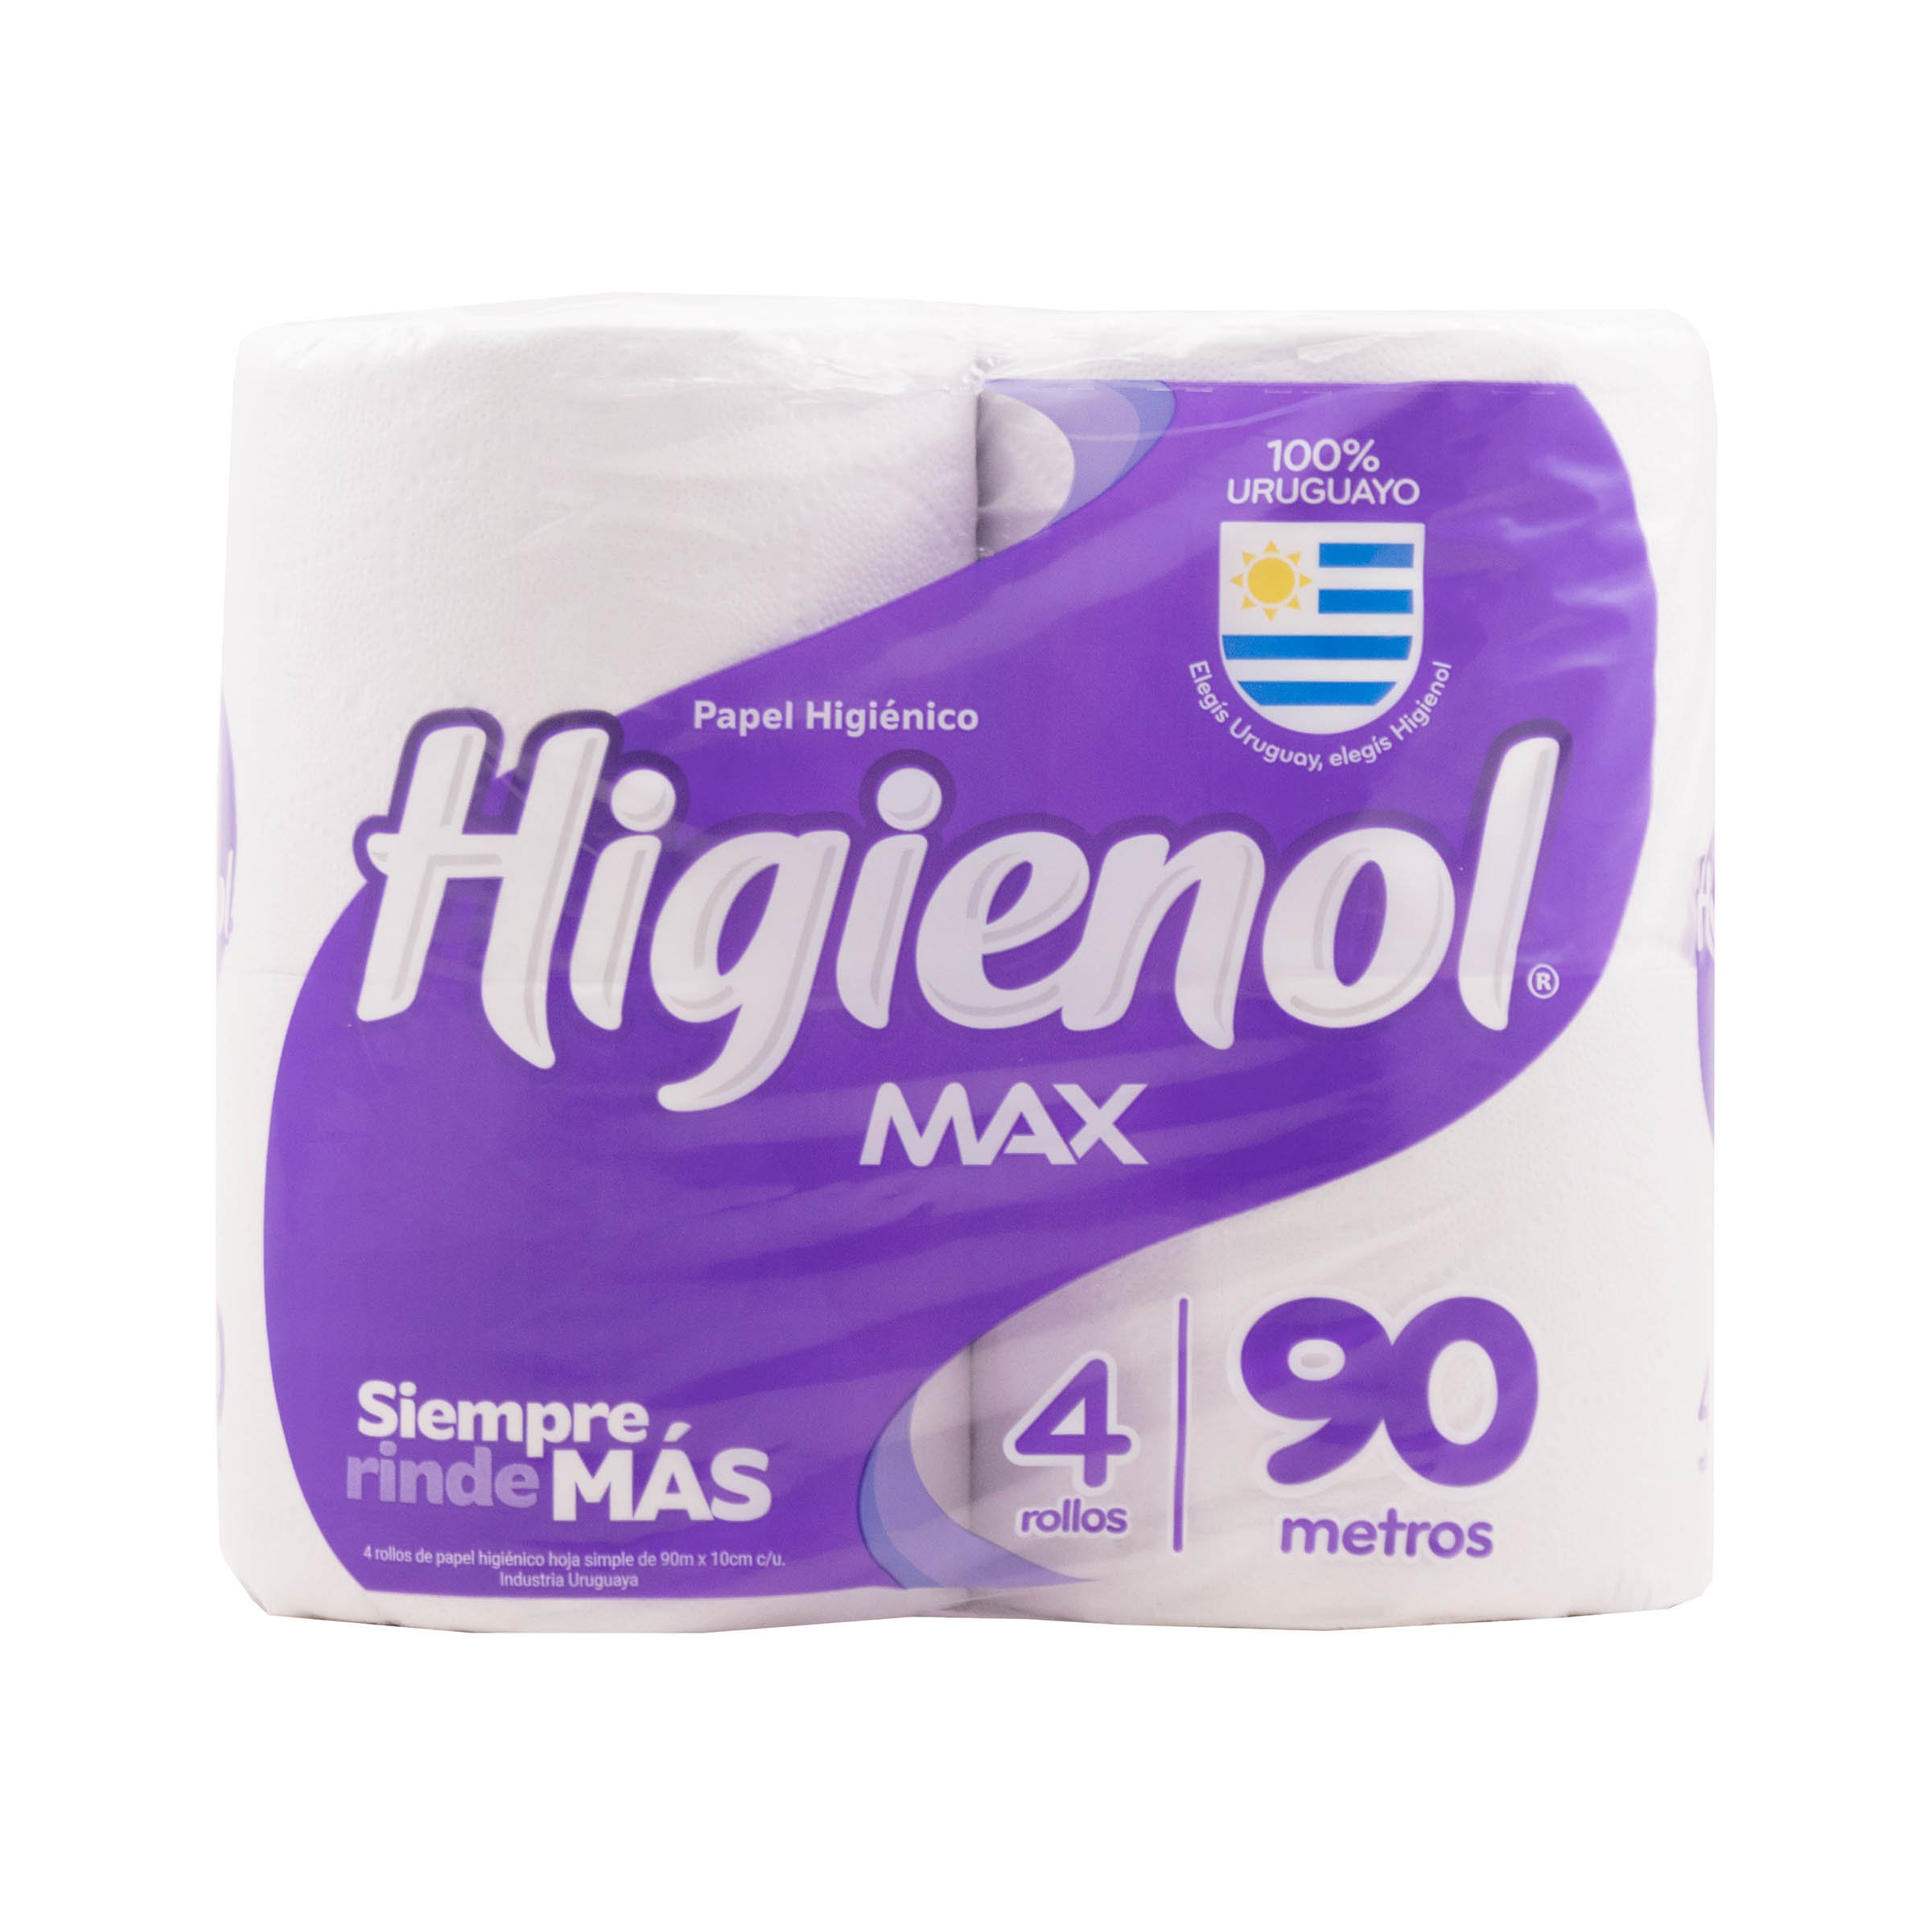 100%
URUGUAYO
Elegís Uruguay, elegís Higienol
Papel Higiénico
Higienol®
MAX
Siempre
rinde MÁS
4 rollos de papel higiénico hoja simple de 90m x 10cm c/u.
Industria Uruguaya
4
rollos
90
metros